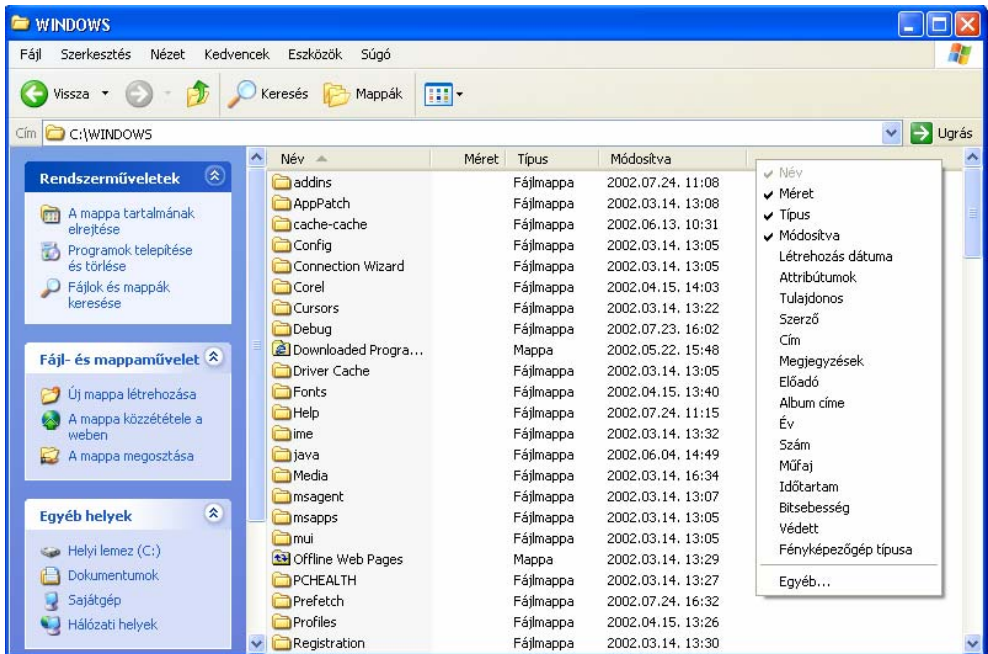 WINDOWS
Fájl Szerkesztés Nézet Kedvencek Eszközök Súgó
Vissza Keresés Mappák
Cím C:\WINDOWS Ugrás
Rendszerműveletek
A mappa tartalmának
elrejtése
Programok telepítése
és törlése
Fájlok és mappák
keresése
Fájl- és mappaművelet
Új mappa létrehozása
A mappa közzététele a
weben
A mappa megosztása
Egyéb helyek
Helyi lemez (C:)
Dokumentumok
Sajátgép
Hálózati helyek
Név Méret Típus Módosítva
addins Fájlmappa 2002.07.24. 11:08
AppPatch Fájlmappa 2002.03.14. 13:08
cache-cache Fájlmappa 2002.06.13. 10:31
Config Fájlmappa 2002.03.14. 13:05
Connection Wizard Fájlmappa 2002.03.14. 13:05
Corel Fájlmappa 2002.04.15. 14:03
Cursors Fájlmappa 2002.03.14. 13:22
Debug Fájlmappa 2002.07.23. 16:02
Downloaded Progra... Mappa 2002.05.22. 15:48
Driver Cache Fájlmappa 2002.03.14. 13:05
Fonts Fájlmappa 2002.04.15. 13:40
Help Fájlmappa 2002.07.24. 11:15
ime Fájlmappa 2002.03.14. 13:32
java Fájlmappa 2002.06.04. 14:49
Media Fájlmappa 2002.03.14. 16:34
msagent Fájlmappa 2002.03.14. 13:07
msapps Fájlmappa 2002.03.14. 13:05
mui Fájlmappa 2002.03.14. 13:05
Offline Web Pages Mappa 2002.03.14. 13:29
PCHEALTH Fájlmappa 2002.03.14. 13:27
Prefetch Fájlmappa 2002.07.24. 16:32
Profiles Fájlmappa 2002.04.15. 13:26
Registration Fájlmappa 2002.03.14. 13:30
Név
Méret
Típus
Módosítva
Létrehozás dátuma
Attribútumok
Tulajdonos
Szerző
Cím
Megjegyzések
Előadó
Album címe
Év
Szám
Műfaj
Időtartam
Bitsebesség
Védett
Fényképezőgép típusa
Egyéb...